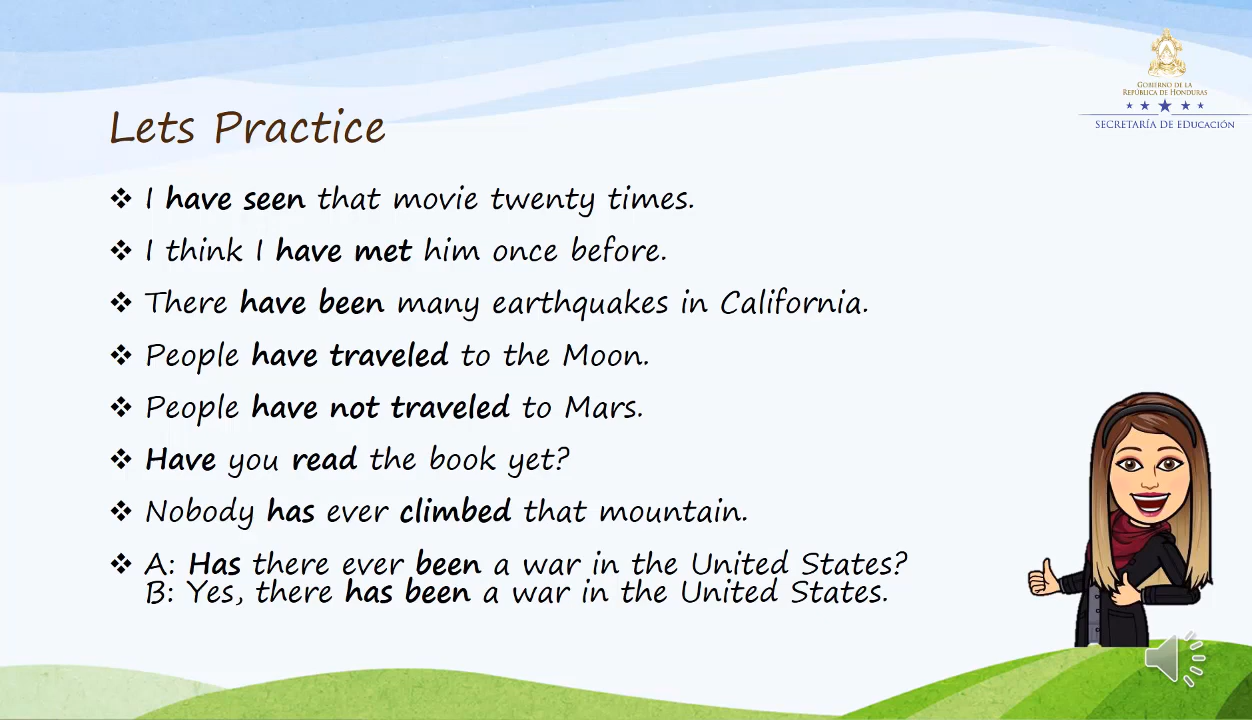 GOBIERNO DE LA
REPÚBLICA DE HONDURAS
SECRETARÍA DE EDUCACIÓN
Lets Practice
❖ I have seen that movie twenty times.
❖ I think I have met him once before.
❖ There have been many earthquakes in California.
❖ People have traveled to the Moon.
❖ People have not traveled to Mars.
❖ Have you read the book yet?
❖ Nobody has ever climbed that mountain.
❖ A: Has there ever been a war in the United States?
B: Yes, there has been a war in the United States.